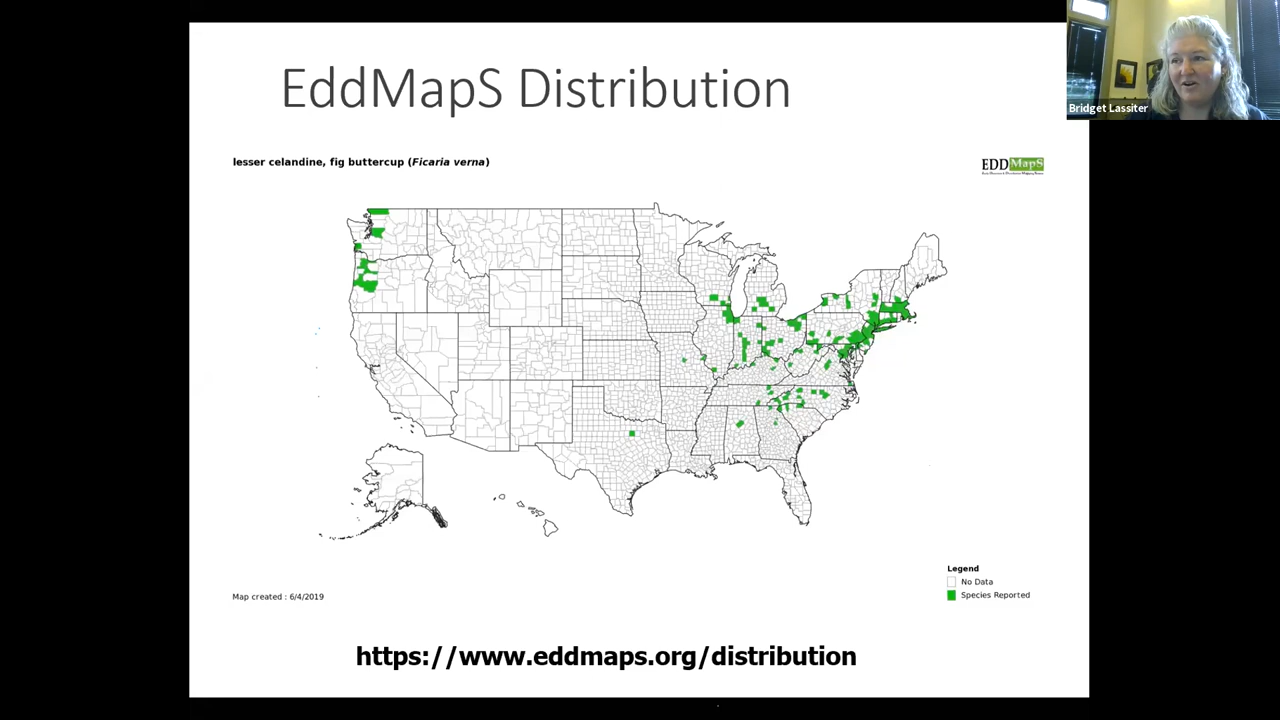 EddMapS Distribution
Bridget Lassiter
lesser celandine, fig buttercup (Ficaria verna)
EDDMapS
Legend
No Data
Species Reported
Map created : 6/4/2019
https://www.eddmaps.org/distribution